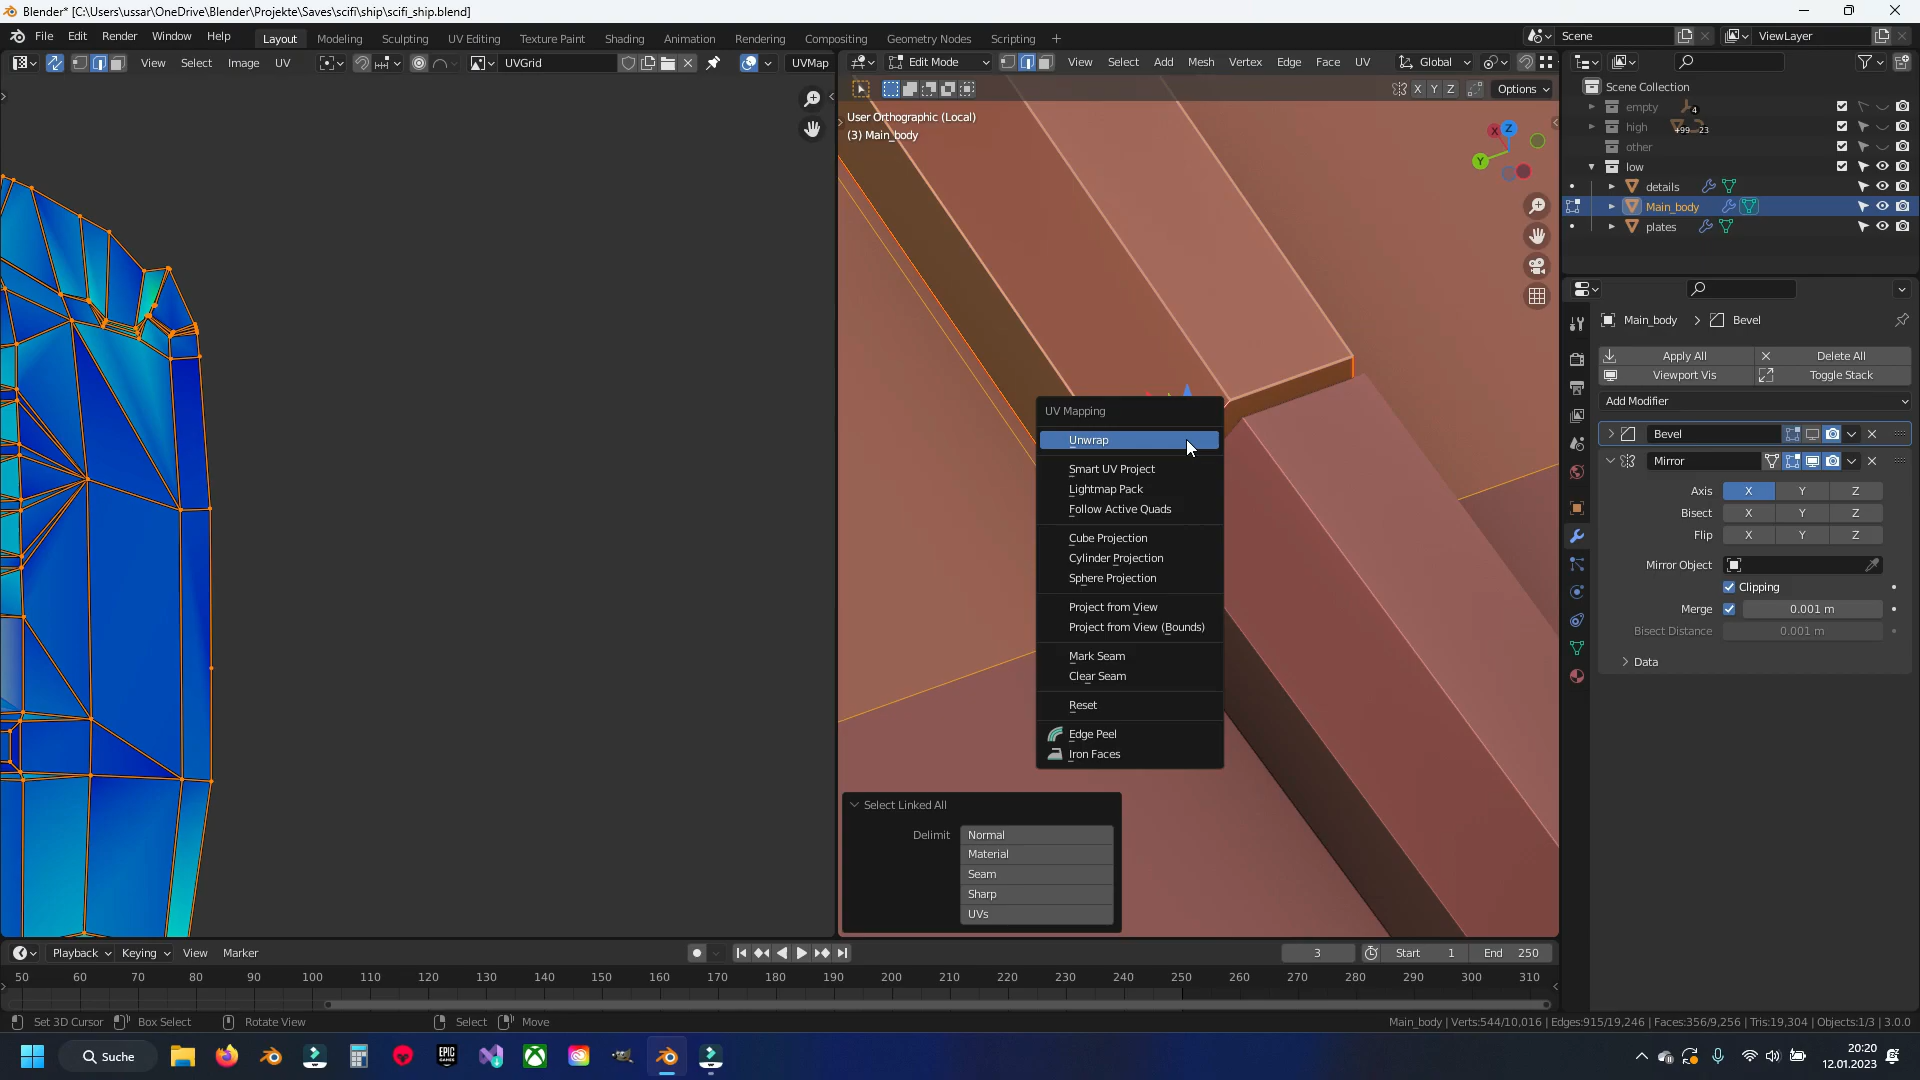 Blender* [C:\Users\ussar\OneDrive\Blender\Projekte\Saves\scifi\ship\scifi_ship.blend]
File Edit Render Window Help Layout Modeling Sculpting UV Editing Texture Paint Shading Animation Rendering Compositing Geometry Nodes Scripting + Scene ViewLayer
View Select Image UV UVGrid UVMap Edit Mode View Select Add Mesh Vertex Edge Face UV Global
X Y Z Options
User Orthographic (Local)
(3) Main_body
X Z Y
Scene Collection
empty 4
high +99 23
other
low
details
Main_body
plates
Main_body > Bevel
Apply All Delete All
Viewport Vis Toggle Stack
Add Modifier
Bevel
Mirror
Axis X Y Z
Bisect X Y Z
Flip X Y Z
Mirror Object
Clipping
Merge 0.001 m
Bisect Distance 0.001 m
Data
UV Mapping
Unwrap
Smart UV Project
Lightmap Pack
Follow Active Quads
Cube Projection
Cylinder Projection
Sphere Projection
Project from View
Project from View (Bounds)
Mark Seam
Clear Seam
Reset
Edge Peel
Iron Faces
Select Linked All
Delimit Normal
Material
Seam
Sharp
UVs
Playback Keying View Marker 3 Start 1 End 250
50 60 70 80 90 100 110 120 130 140 150 160 170 180 190 200 210 220 230 240 250 260 270 280 290 300 310
Set 3D Cursor Box Select Rotate View Select Move Main_body | Verts:544/10,016 | Edges:915/19,246 | Faces:356/9,256 | Tris:19,304 | Objects:1/3 | 3.0.0
Suche EPIC GAMES 20:20
12.01.2023